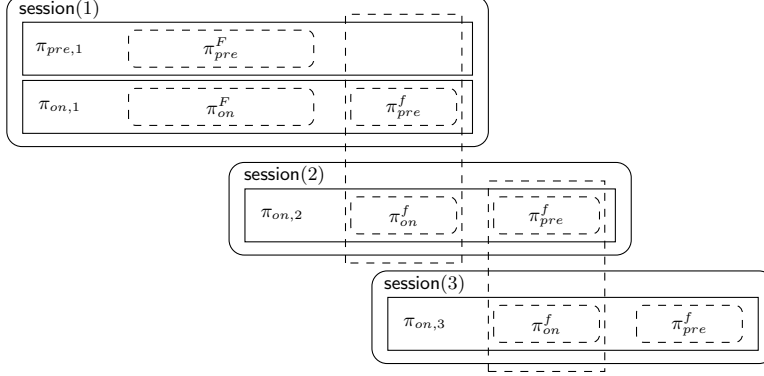 session(1)
π_{pre,1} π^F_{pre}
π_{on,1} π^F_{on} π^f_{pre}
session(2)
π_{on,2} π^f_{on} π^f_{pre}
session(3)
π_{on,3} π^f_{on} π^f_{pre}